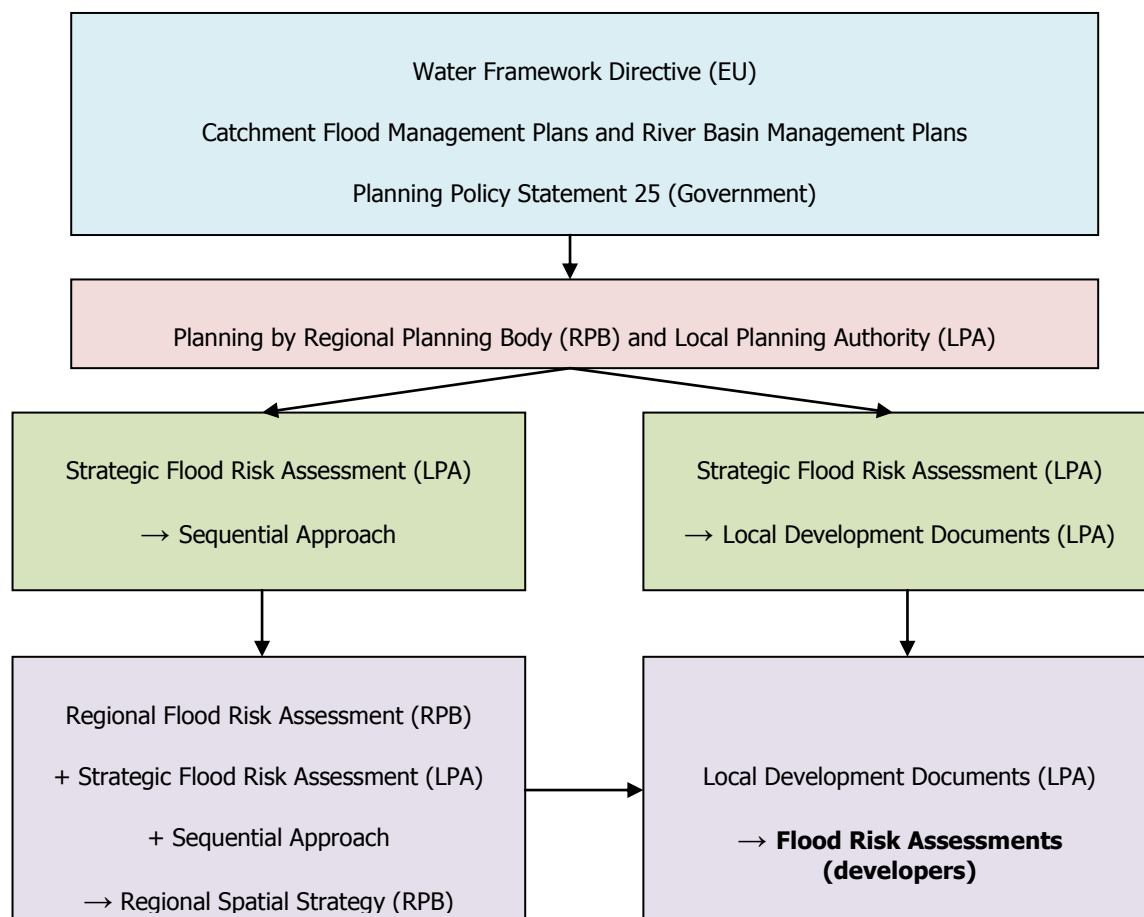 Water Framework Directive (EU)
Catchment Flood Management Plans and River Basin Management Plans
Planning Policy Statement 25 (Government)
Planning by Regional Planning Body (RPB) and Local Planning Authority (LPA)
Strategic Flood Risk Assessment (LPA)
→ Sequential Approach
Strategic Flood Risk Assessment (LPA)
→ Local Development Documents (LPA)
Regional Flood Risk Assessment (RPB)
+ Strategic Flood Risk Assessment (LPA)
+ Sequential Approach
→ Regional Spatial Strategy (RPB)
Local Development Documents (LPA)
→ Flood Risk Assessments
(developers)